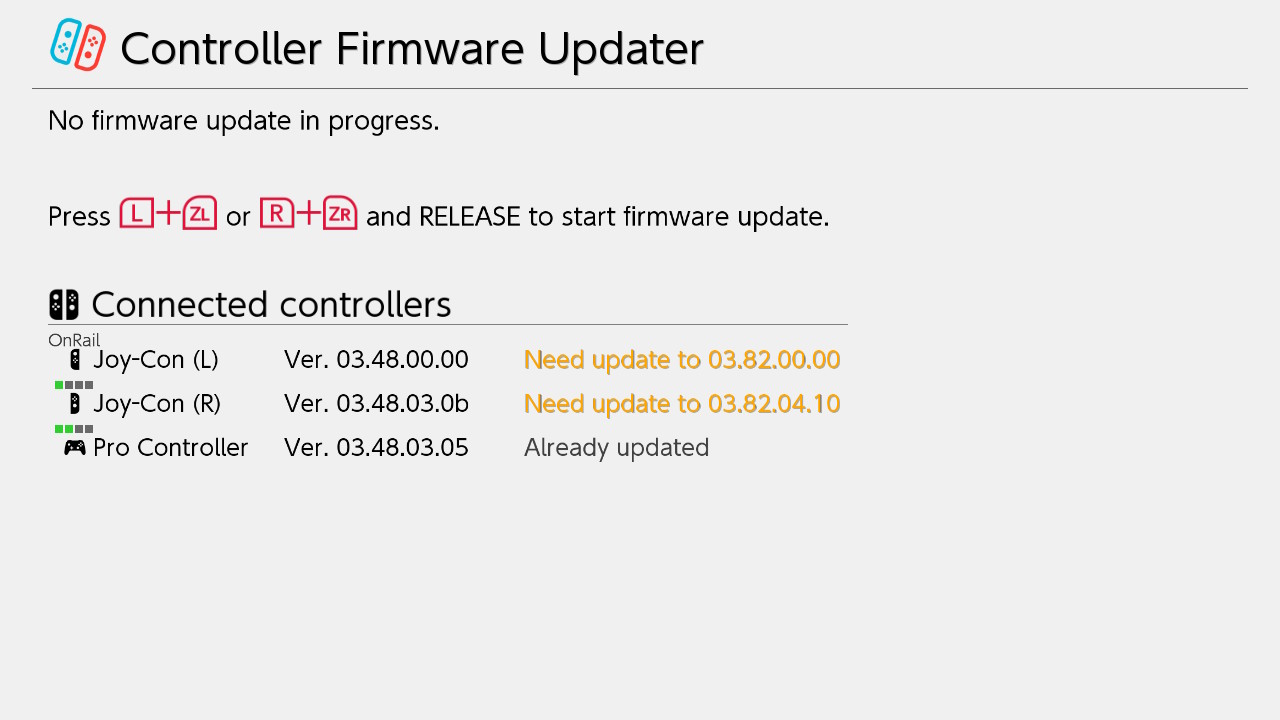 Controller Firmware Updater
No firmware update in progress.
Press L+ZL or R+ZR and RELEASE to start firmware update.
Connected controllers
OnRail
Joy-Con (L) Ver. 03.48.00.00 Need update to 03.82.00.00
Joy-Con (R) Ver. 03.48.03.0b Need update to 03.82.04.10
Pro Controller Ver. 03.48.03.05 Already updated